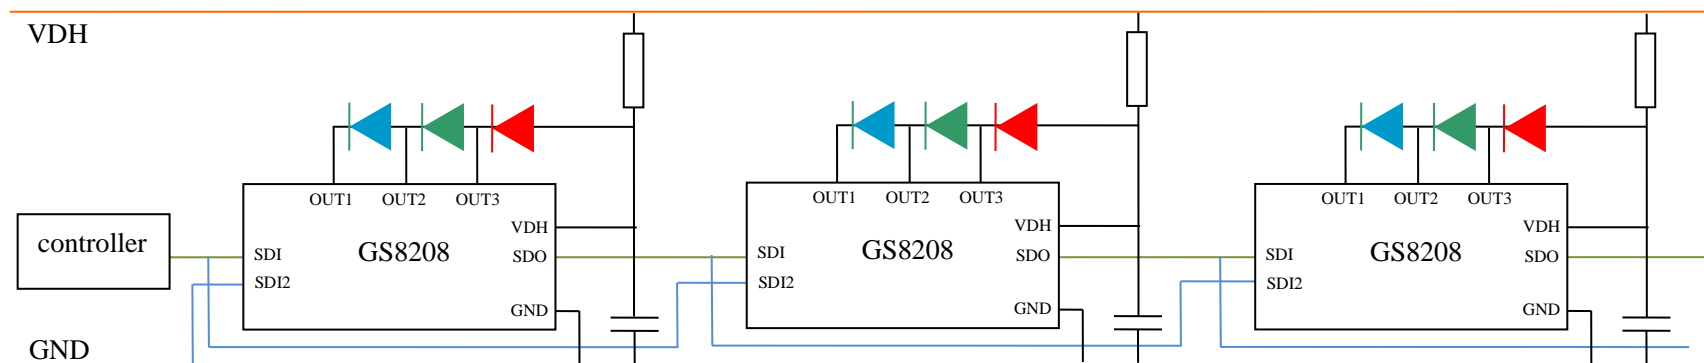 VDH
OUT1 OUT2 OUT3
VDH
controller
SDI
GS8208
SDO
SDI2
GND
OUT1 OUT2 OUT3
VDH
SDI
GS8208
SDO
SDI2
GND
OUT1 OUT2 OUT3
VDH
SDI
GS8208
SDO
SDI2
GND
GND